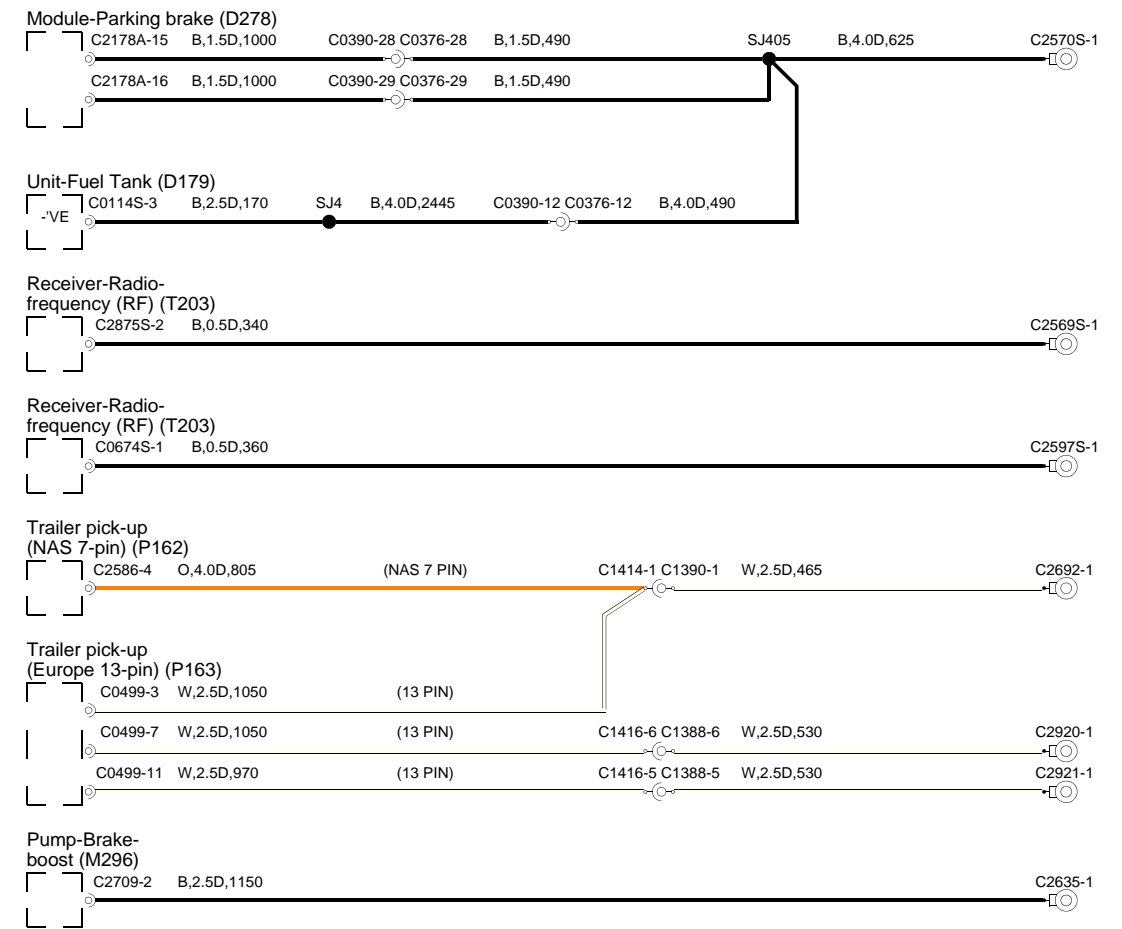 Module-Parking brake (D278)
C2178A-15 B,1.5D,1000 C0390-28 C0376-28 B,1.5D,490 SJ405 B,4.0D,625 C2570S-1
C2178A-16 B,1.5D,1000 C0390-29 C0376-29 B,1.5D,490
Unit-Fuel Tank (D179)
C0114S-3 B,2.5D,170 SJ4 B,4.0D,2445 C0390-12 C0376-12 B,4.0D,490
-'VE
Receiver-Radio-
frequency (RF) (T203)
C2875S-2 B,0.5D,340 C2569S-1
Receiver-Radio-
frequency (RF) (T203)
C0674S-1 B,0.5D,360 C2597S-1
Trailer pick-up
(NAS 7-pin) (P162)
C2586-4 O,4.0D,805 (NAS 7 PIN) C1414-1 C1390-1 W,2.5D,465 C2692-1
Trailer pick-up
(Europe 13-pin) (P163)
C0499-3 W,2.5D,1050 (13 PIN)
C0499-7 W,2.5D,1050 (13 PIN) C1416-6 C1388-6 W,2.5D,530 C2920-1
C0499-11 W,2.5D,970 (13 PIN) C1416-5 C1388-5 W,2.5D,530 C2921-1
Pump-Brake-
boost (M296)
C2709-2 B,2.5D,1150 C2635-1